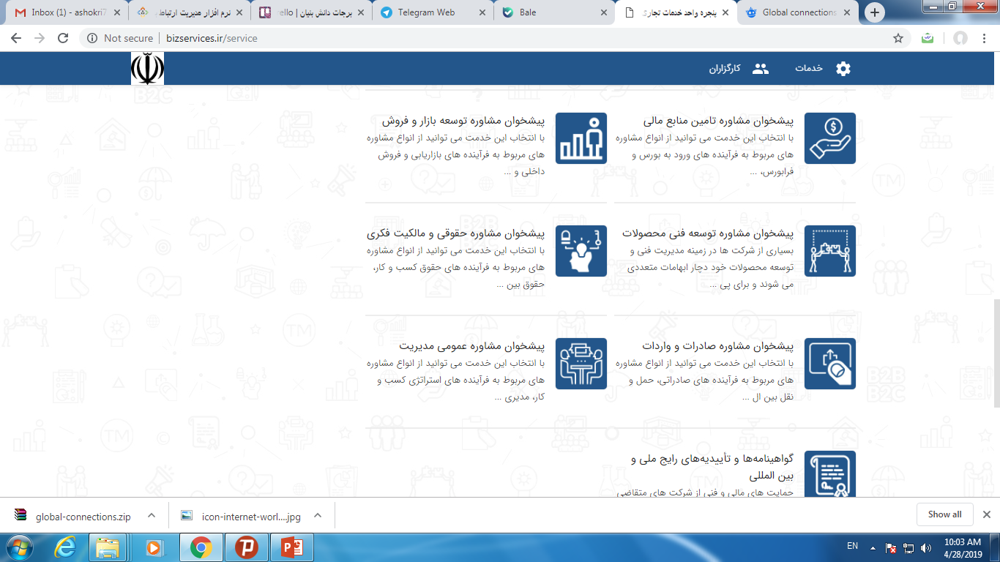 Inbox (1) - ashokri7
نرم افزار مدیریت ارتباط
برجات دانش بنیان | ello
Telegram Web
Bale
پنجره واحد خدمات تجاری
Global connections
Not secure | bizservices.ir/service
خدمات
کارگزاران
پیشخوان مشاوره تامین منابع مالی
با انتخاب این خدمت می توانید از انواع مشاوره
های مربوط به فرآینده های ورود به بورس و
فرابورس، ...
پیشخوان مشاوره توسعه بازار و فروش
با انتخاب این خدمت می توانید از انواع مشاوره
های مربوط به فرآینده های بازاریابی و فروش
داخلی و ...
پیشخوان مشاوره توسعه فنی محصولات
بسیاری از شرکت ها در زمینه مدیریت فنی و
توسعه محصولات خود دچار ابهامات متعددی
می شوند و برای پی ...
پیشخوان مشاوره حقوقی و مالکیت فکری
با انتخاب این خدمت می توانید از انواع مشاوره
های مربوط به فرآینده های حقوق کسب و کار،
حقوق بین ...
پیشخوان مشاوره صادرات و واردات
با انتخاب این خدمت می توانید از انواع مشاوره
های مربوط به فرآینده های صادراتی، حمل و
نقل بین ال ...
پیشخوان مشاوره عمومی مدیریت
با انتخاب این خدمت می توانید از انواع مشاوره
های مربوط به فرآینده های استراتژی کسب و
کار، مدیری ...
گواهینامه‌ها و تأییدیه‌های رایج ملی و
بین المللی
حمایت های مالی و فنی از شرکت های متقاضی
B2C
TM
B2B
B2C
TM
B2B
B2C
TM
global-connections.zip
icon-internet-worl....jpg
Show all
EN
10:03 AM
4/28/2019